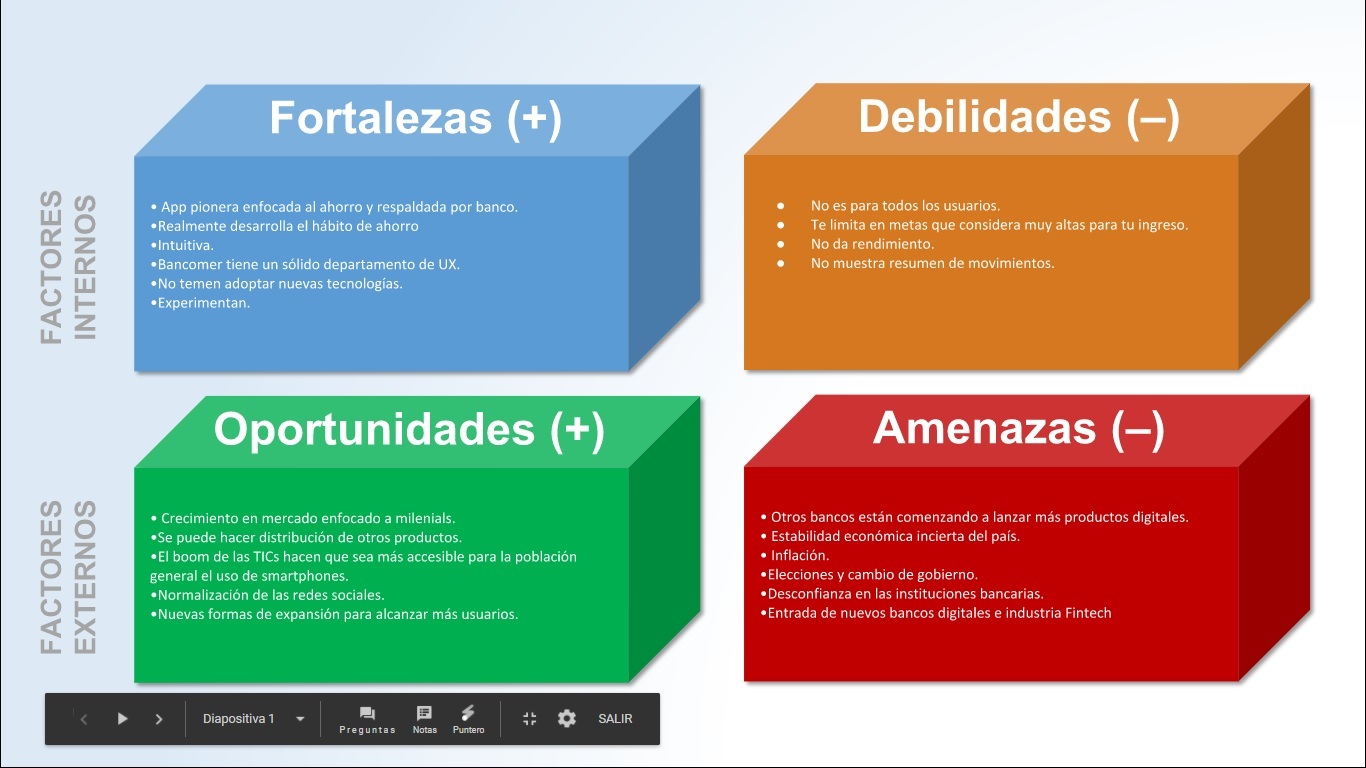 Fortalezas (+)
• App pionera enfocada al ahorro y respaldada por banco.
•Realmente desarrolla el hábito de ahorro
•Intuitiva.
•Bancomer tiene un sólido departamento de UX.
•No temen adoptar nuevas tecnologías.
•Experimentan.
Debilidades (–)
● No es para todos los usuarios.
● Te limita en metas que considera muy altas para tu ingreso.
● No da rendimiento.
● No muestra resumen de movimientos.
FACTORES
INTERNOS
Oportunidades (+)
• Crecimiento en mercado enfocado a milenials.
•Se puede hacer distribución de otros productos.
•El boom de las TICs hacen que sea más accesible para la población
general el uso de smartphones.
•Normalización de las redes sociales.
•Nuevas formas de expansión para alcanzar más usuarios.
Amenazas (–)
• Otros bancos están comenzando a lanzar más productos digitales.
• Estabilidad económica incierta del país.
• Inflación.
•Elecciones y cambio de gobierno.
•Desconfianza en las instituciones bancarias.
•Entrada de nuevos bancos digitales e industria Fintech
FACTORES
EXTERNOS
Diapositiva 1
Preguntas
Notas
Puntero
SALIR